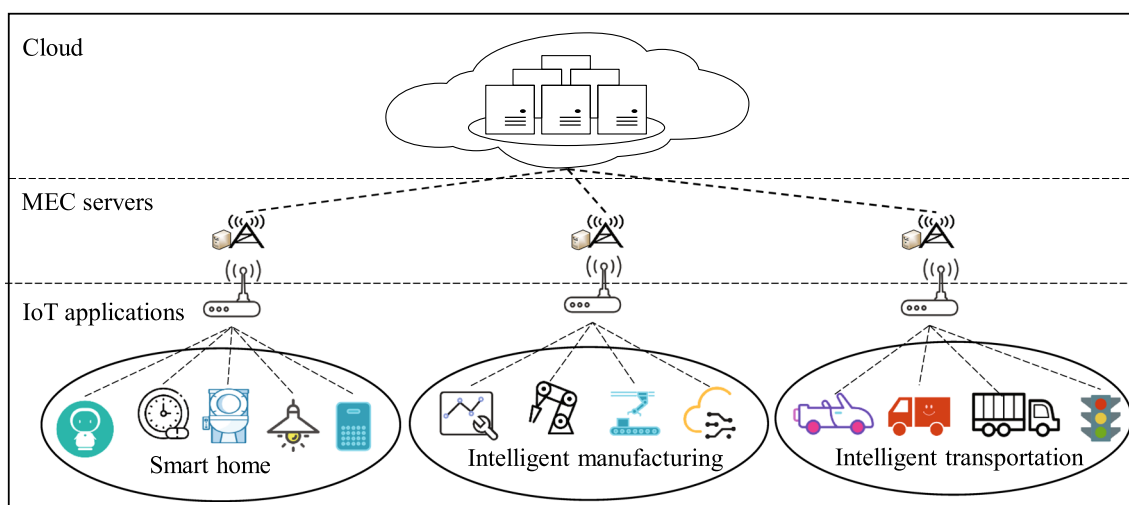 Cloud
MEC servers
IoT applications
Smart home
Intelligent manufacturing
Intelligent transportation